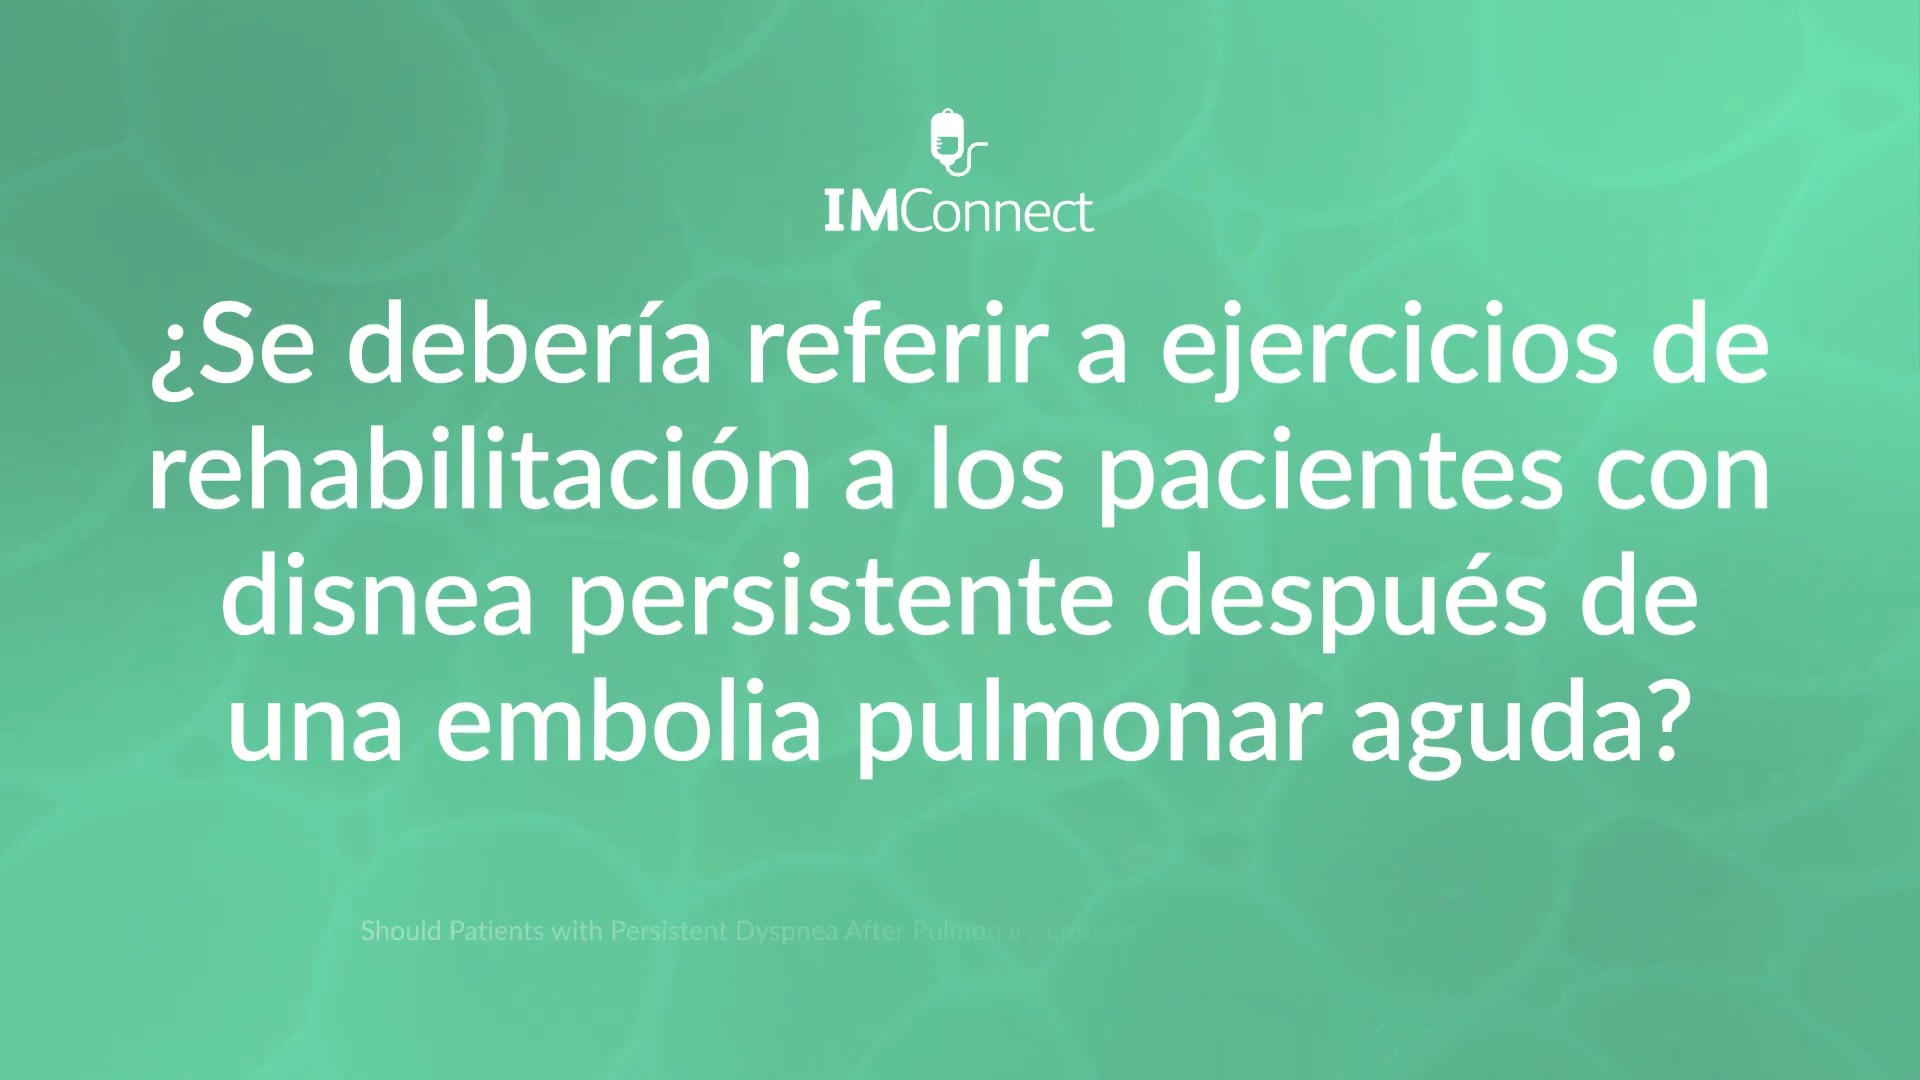 IMConnect
¿Se debería referir a ejercicios de
rehabilitación a los pacientes con
disnea persistente después de
una embolia pulmonar aguda?
Should Patients with Persistent Dyspnea After Pulmonary